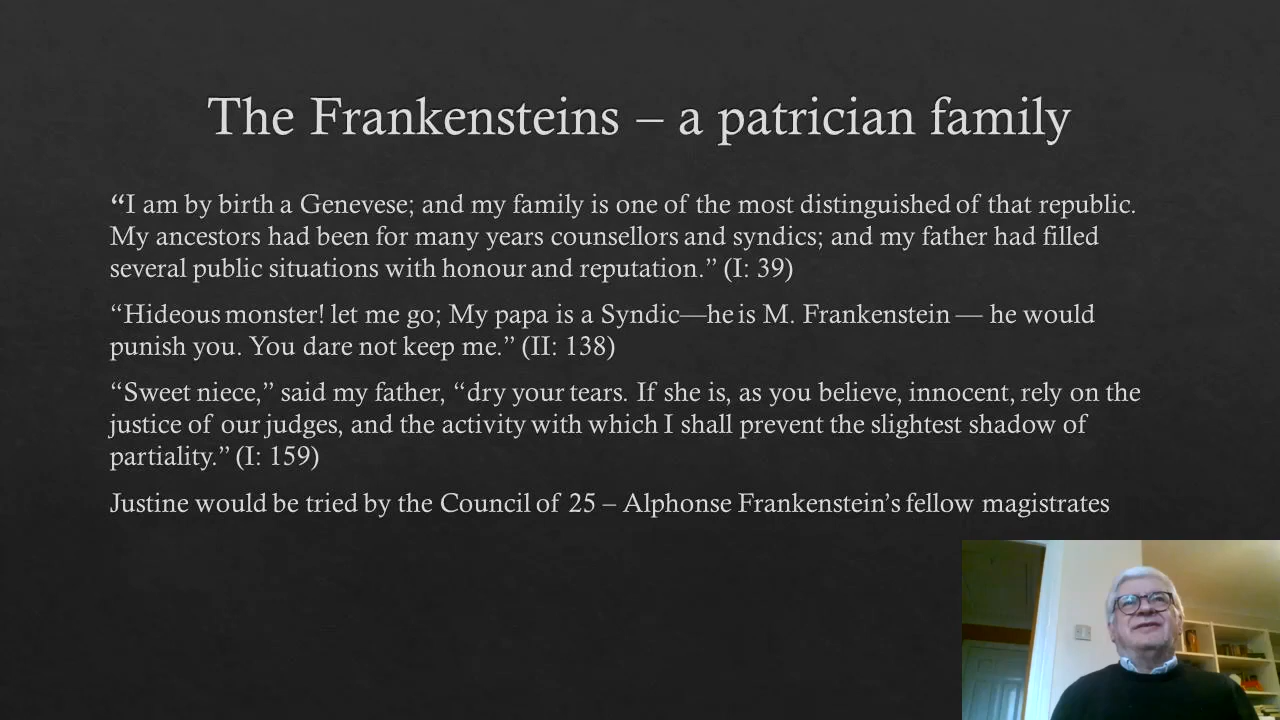 The Frankensteins – a patrician family
“I am by birth a Genevese; and my family is one of the most distinguished of that republic.
My ancestors had been for many years counsellors and syndics; and my father had filled
several public situations with honour and reputation.” (I: 39)
“Hideous monster! let me go; My papa is a Syndic—he is M. Frankenstein — he would
punish you. You dare not keep me.” (II: 138)
“Sweet niece,” said my father, “dry your tears. If she is, as you believe, innocent, rely on the
justice of our judges, and the activity with which I shall prevent the slightest shadow of
partiality.” (I: 159)
Justine would be tried by the Council of 25 – Alphonse Frankenstein’s fellow magistrates